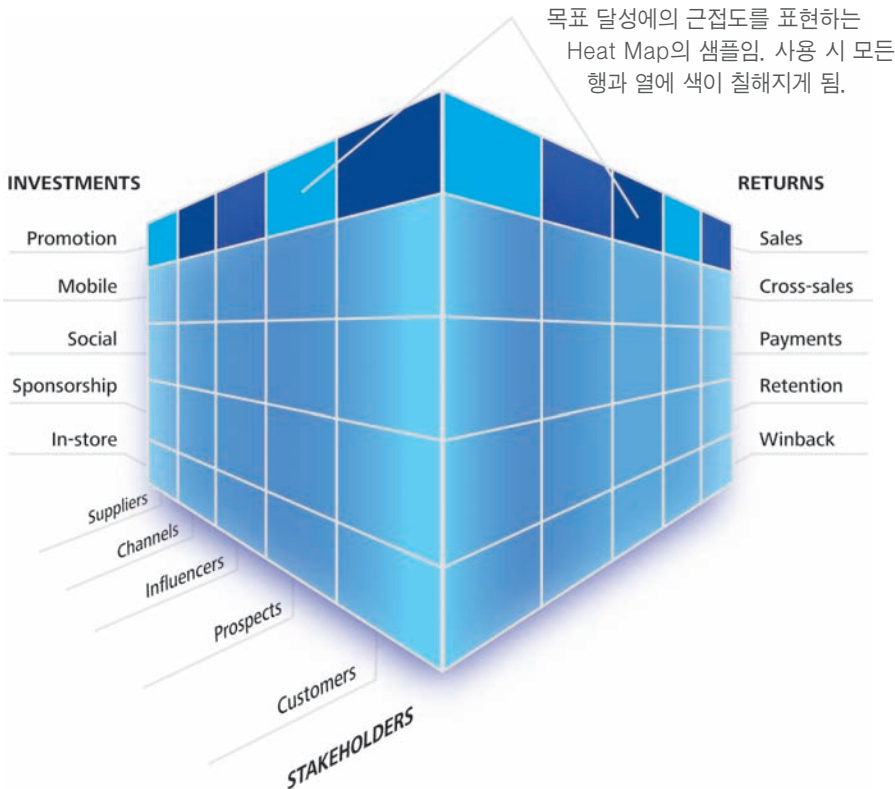 목표 달성에의 근접도를 표현하는
Heat Map의 샘플임. 사용 시 모든
행과 열에 색이 칠해지게 됨.
INVESTMENTS
Promotion
Mobile
Social
Sponsorship
In-store
RETURNS
Sales
Cross-sales
Payments
Retention
Winback
Suppliers
Channels
Influencers
Prospects
Customers
STAKEHOLDERS